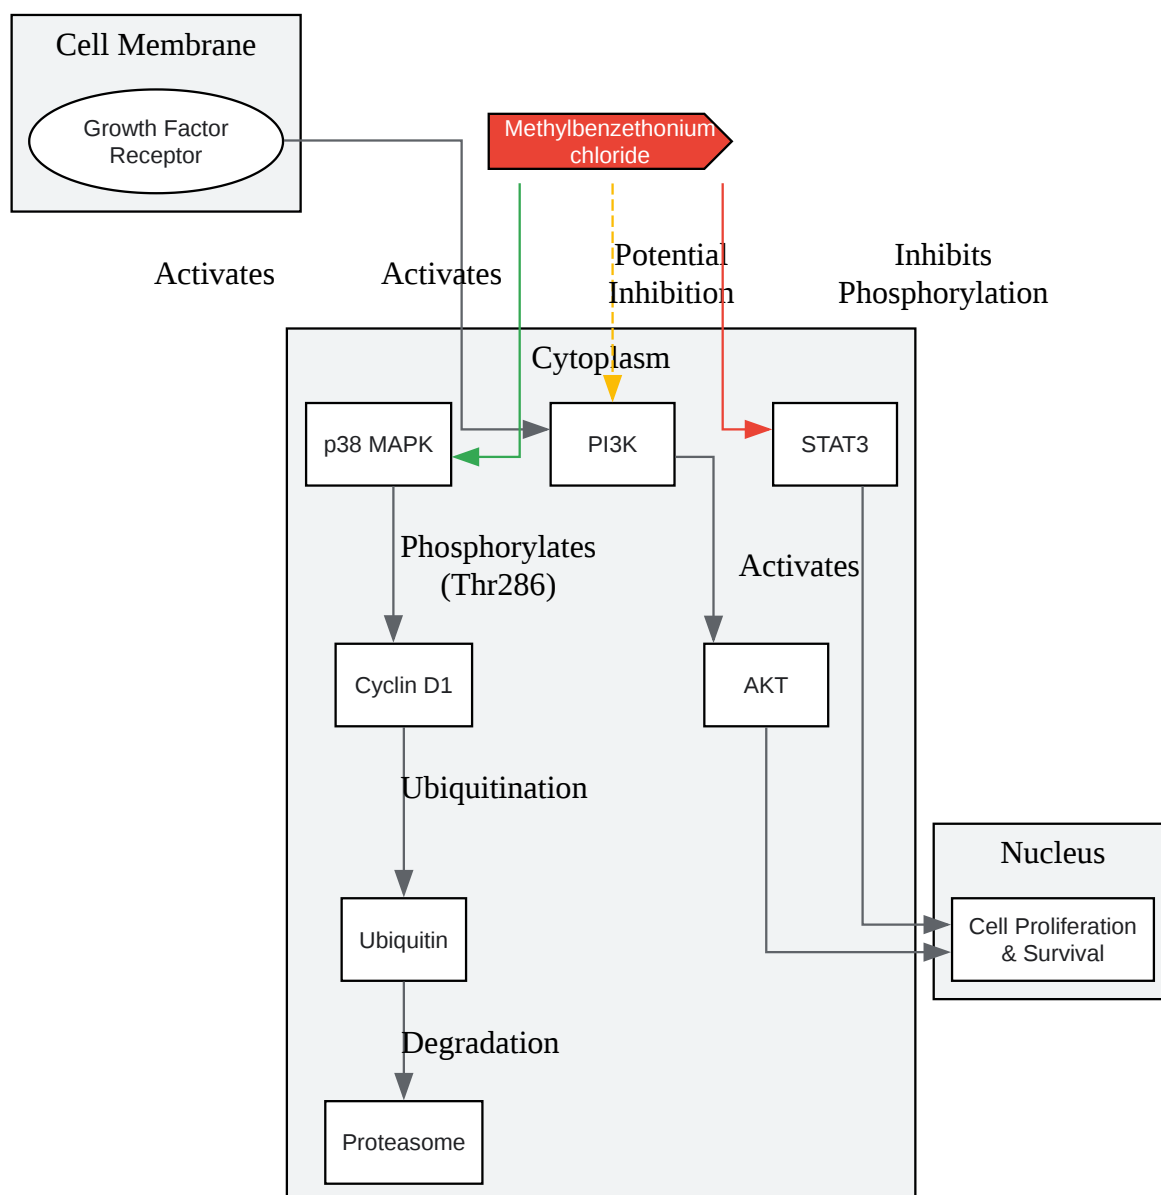 Cell Membrane
Growth Factor
Receptor
Methylbenzethonium
chloride
Activates
Activates
Potential
Inhibition
Inhibits
Phosphorylation
Cytoplasm
p38 MAPK
PI3K
STAT3
Phosphorylates
(Thr286)
Activates
Cyclin D1
AKT
Ubiquitination
Nucleus
Ubiquitin
Cell Proliferation
& Survival
Degradation
Proteasome